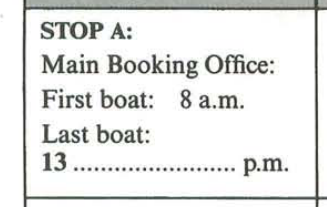 STOP A:
Main Booking Office:
First boat: 8 a.m.
Last boat:
13 ........................ p.m.